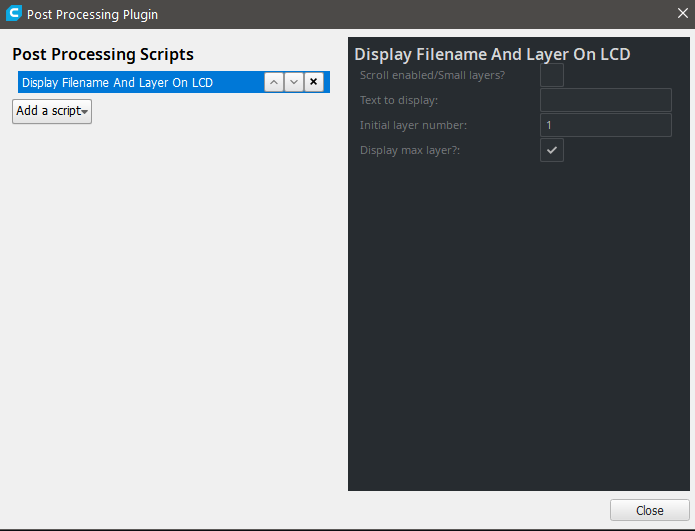 Post Processing Plugin
Post Processing Scripts
Display Filename And Layer On LCD
Add a script
Display Filename And Layer On LCD
Scroll enabled/Small layers?
Text to display:
Initial layer number:
1
Display max layer?:
Close